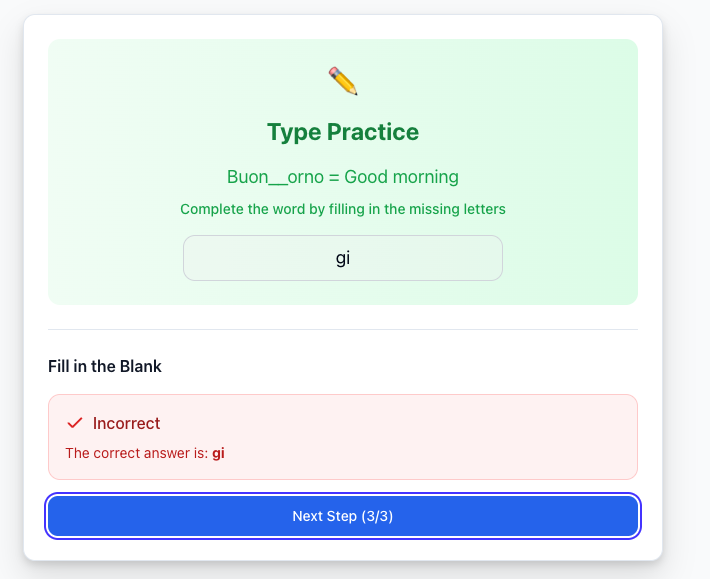 Type Practice
Buon__orno = Good morning
Complete the word by filling in the missing letters
gi
Fill in the Blank
Incorrect
The correct answer is: gi
Next Step (3/3)